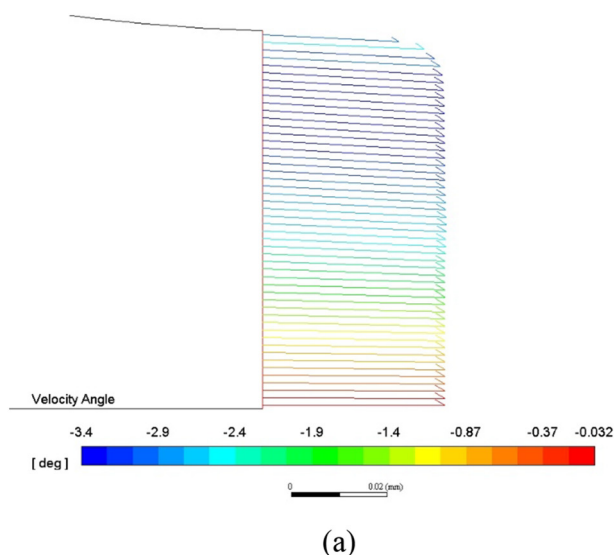 Velocity Angle
-3.4 -2.9 -2.4 -1.9 -1.4 -0.87 -0.37 -0.032
[ deg ]
0 0.02 (mm)
(a)